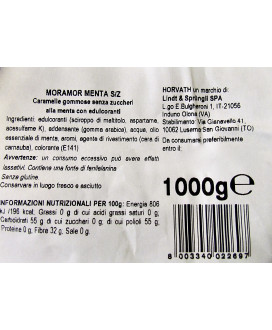 MORAMOR MENTA S/Z
Caramelle gommose senza zuccheri
alla menta con edulcoranti
Ingredienti: edulcoranti (sciroppo di maltitolo, aspartame,
acesulfame K), addensante (gomma arabica), acqua, olio
essenziale di menta, aromi, agente di rivestimento (cera di
carnauba), colorante (E141)
Avvertenze: un consumo eccessivo può avere effetti
lassativi. Contiene una fonte di fenilalanina
Senza glutine.
Conservare in luogo fresco e asciutto
INFORMAZIONI NUTRIZIONALI PER 100g: Energia 806
kJ /196 kcal, Grassi 0 g di cui acidi grassi saturi 0 g,
Carboidrati 55 g di cui zuccheri 0 g, di cui polioli 55 g,
Proteine 0 g, Fibra 32 g, Sale 0 g.
HORVATH un marchio di:
Lindt & Sprüngli SPA
L.go E.Bulgheroni 1, IT-21056
Induno Olona (VA)
Stabilimento: Via Gianavello 41,
10062 Luserna San Giovanni (TO)
Da consumarsi preferibilmente
entro il:
1000g e
8 003340 022697